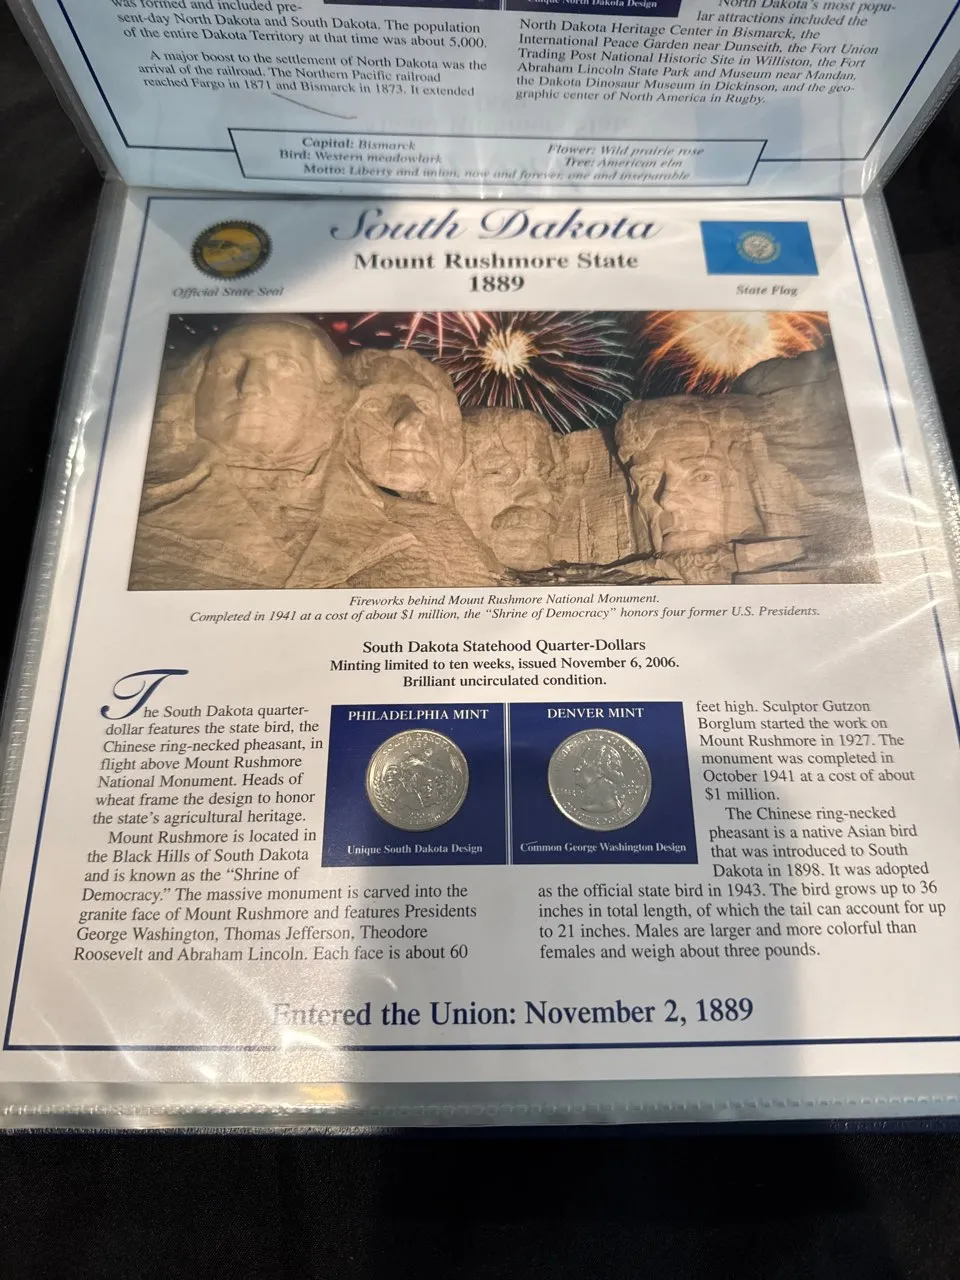 was formed and included pre-
sent-day North Dakota and South Dakota. The population
of the entire Dakota Territory at that time was about 5,000.
A major boost to the settlement of North Dakota was the
arrival of the railroad. The Northern Pacific railroad
reached Fargo in 1871 and Bismarck in 1873. It extended
Unique North Dakota Design
North Dakota's most popu-
lar attractions included the
North Dakota Heritage Center in Bismarck, the
International Peace Garden near Dunseith, the Fort Union
Trading Post National Historic Site in Williston, the Fort
Abraham Lincoln State Park and Museum near Mandan,
the Dakota Dinosaur Museum in Dickinson, and the geo-
graphic center of North America in Rugby.
Capital: Bismarck
Bird: Western meadowlark
Flower: Wild prairie rose
Tree: American elm
Motto: Liberty and union, now and forever, one and inseparable
South Dakota
Mount Rushmore State
1889
Official State Seal
State Flag
Fireworks behind Mount Rushmore National Monument.
Completed in 1941 at a cost of about $1 million, the “Shrine of Democracy” honors four former U.S. Presidents.
South Dakota Statehood Quarter-Dollars
Minting limited to ten weeks, issued November 6, 2006.
Brilliant uncirculated condition.
The South Dakota quarter-
dollar features the state bird, the
Chinese ring-necked pheasant, in
flight above Mount Rushmore
National Monument. Heads of
wheat frame the design to honor
the state's agricultural heritage.
Mount Rushmore is located in
the Black Hills of South Dakota
and is known as the “Shrine of
Democracy.” The massive monument is carved into the
granite face of Mount Rushmore and features Presidents
George Washington, Thomas Jefferson, Theodore
Roosevelt and Abraham Lincoln. Each face is about 60
PHILADELPHIA MINT
SOUTH DAKOTA
1889
Unique South Dakota Design
DENVER MINT
Common George Washington Design
feet high. Sculptor Gutzon
Borglum started the work on
Mount Rushmore in 1927. The
monument was completed in
October 1941 at a cost of about
$1 million.
The Chinese ring-necked
pheasant is a native Asian bird
that was introduced to South
Dakota in 1898. It was adopted
as the official state bird in 1943. The bird grows up to 36
inches in total length, of which the tail can account for up
to 21 inches. Males are larger and more colorful than
females and weigh about three pounds.
Entered the Union: November 2, 1889